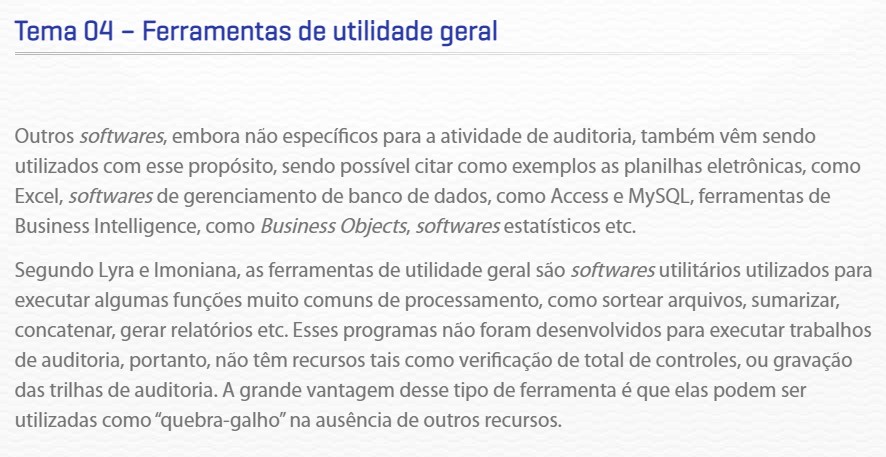 Tema 04 – Ferramentas de utilidade geral
Outros softwares, embora não específicos para a atividade de auditoria, também vêm sendo
utilizados com esse propósito, sendo possível citar como exemplos as planilhas eletrônicas, como
Excel, softwares de gerenciamento de banco de dados, como Access e MySQL, ferramentas de
Business Intelligence, como Business Objects, softwares estatísticos etc.
Segundo Lyra e Imoniana, as ferramentas de utilidade geral são softwares utilitários utilizados para
executar algumas funções muito comuns de processamento, como sortear arquivos, sumarizar,
concatenar, gerar relatórios etc. Esses programas não foram desenvolvidos para executar trabalhos
de auditoria, portanto, não têm recursos tais como verificação de total de controles, ou gravação
das trilhas de auditoria. A grande vantagem desse tipo de ferramenta é que elas podem ser
utilizadas como “quebra-galho” na ausência de outros recursos.